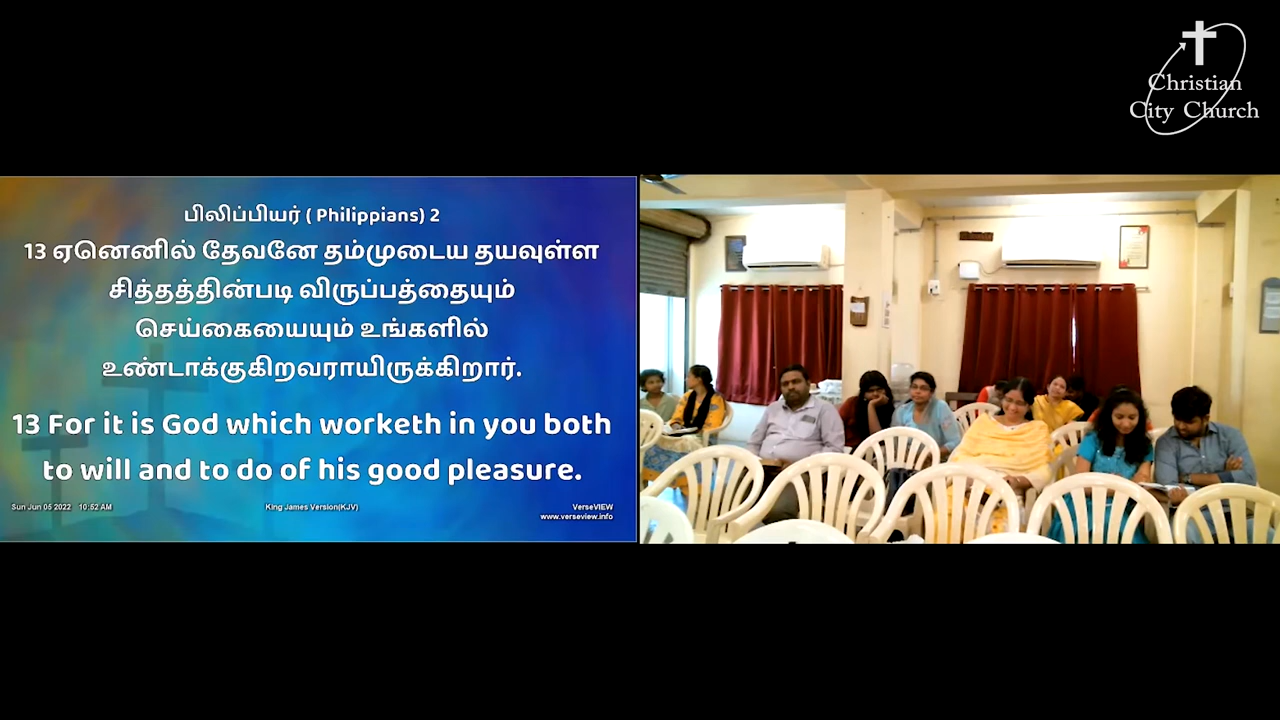 Christian
City Church
பிலிப்பியர் ( Philippians) 2
13 ஏனெனில் தேவனே தம்முடைய தயவுள்ள
சித்தத்தின்படி விருப்பத்தையும்
செய்கையையும் உங்களில்
உண்டாக்குகிறவராயிருக்கிறார்.
13 For it is God which worketh in you both
to will and to do of his good pleasure.
Sun Jun 05 2022 10:52 AM King James Version(KJV) VerseVIEW
www.verseview.info